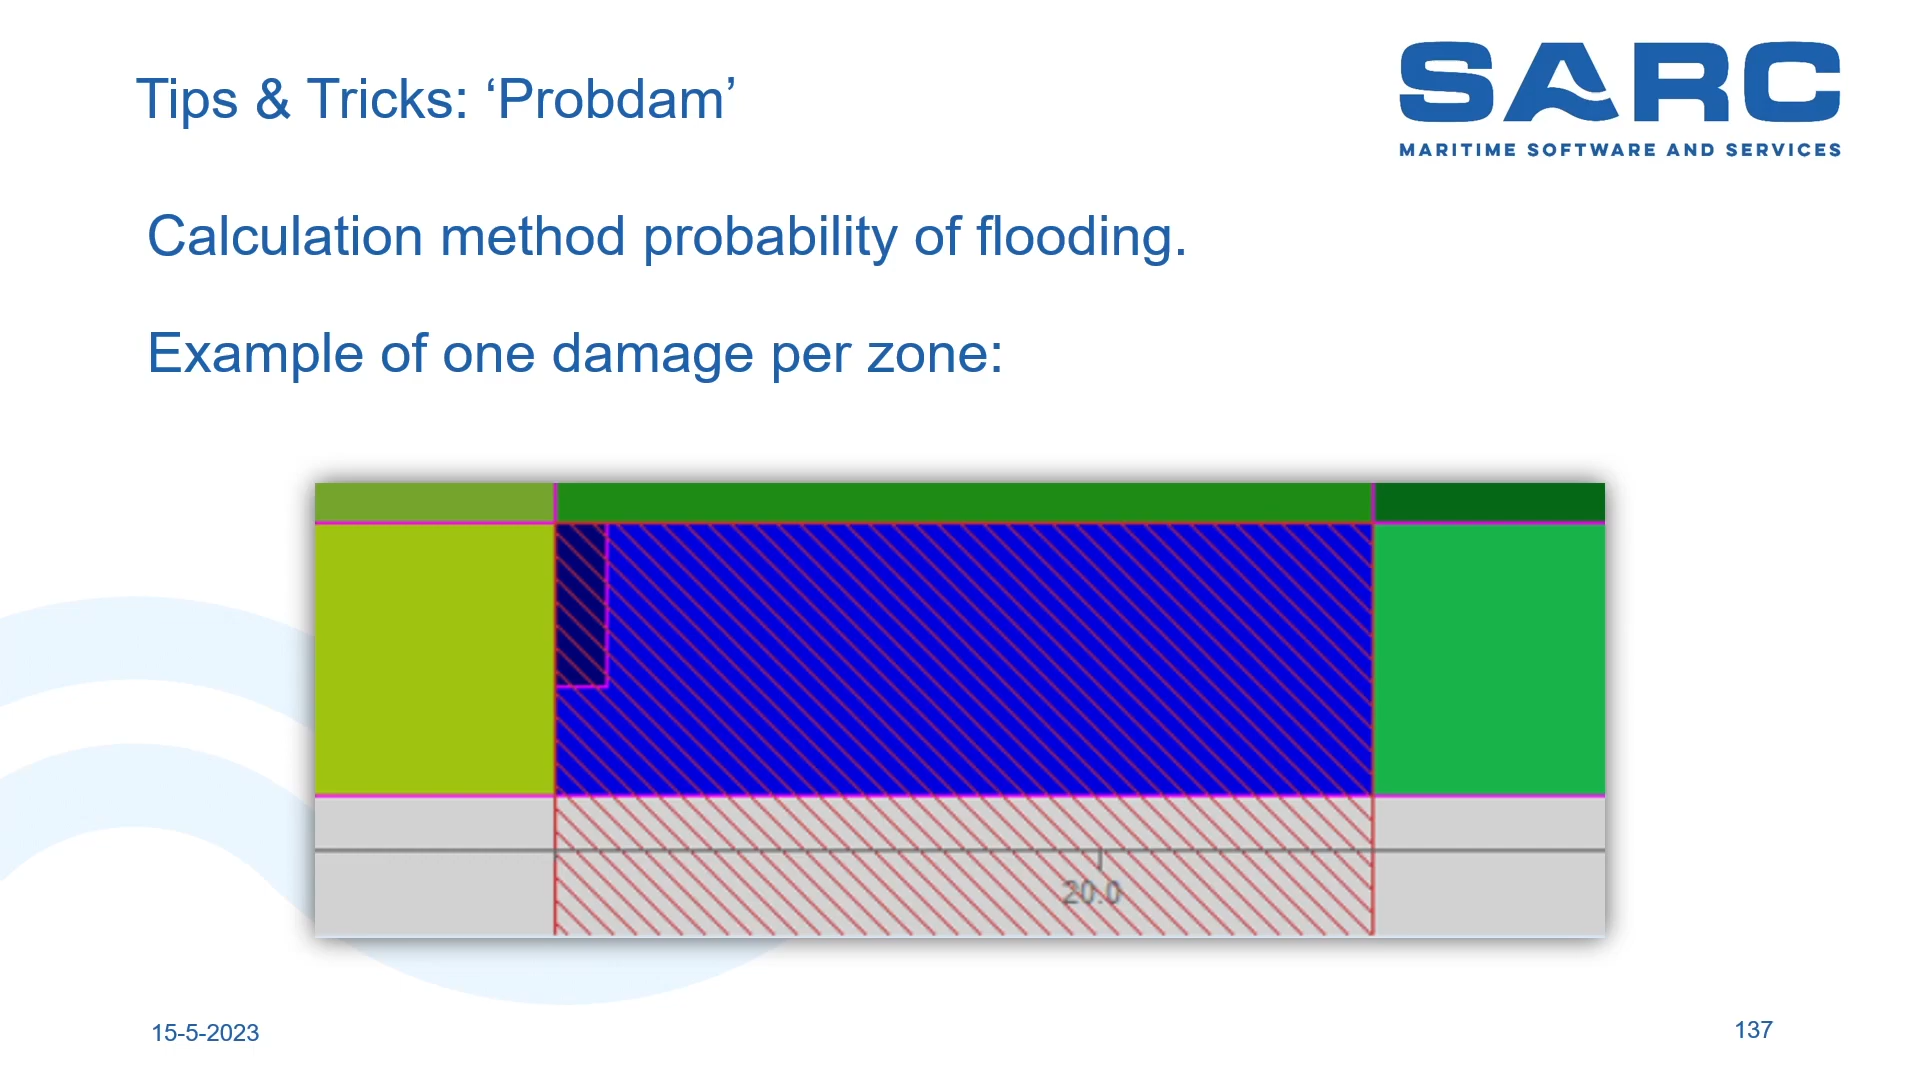 Tips & Tricks: ‘Probdam’
SARC
MARITIME SOFTWARE AND SERVICES
Calculation method probability of flooding.
Example of one damage per zone:
20.0
15-5-2023
137